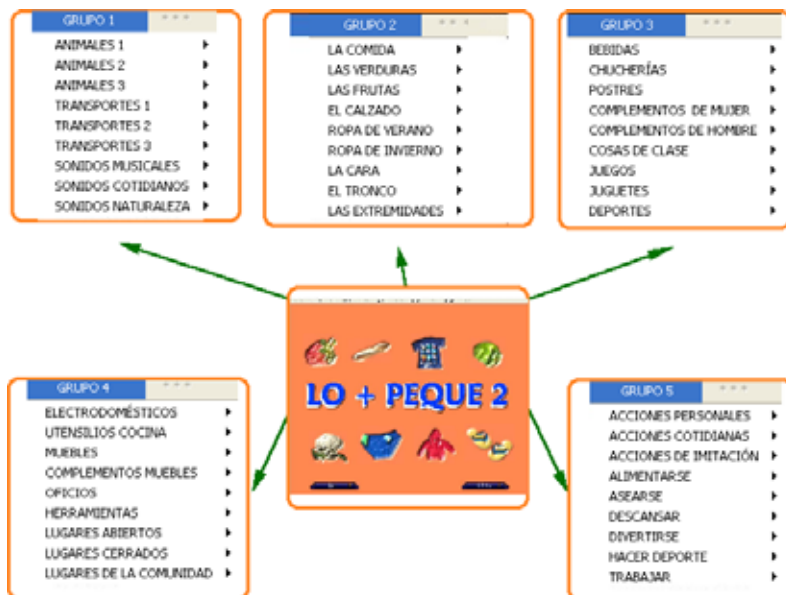 GRUPO 1
ANIMALES 1
ANIMALES 2
ANIMALES 3
TRANSPORTES 1
TRANSPORTES 2
TRANSPORTES 3
SONIDOS MUSICALES
SONIDOS COTIDIANOS
SONIDOS NATURALEZA
GRUPO 2
LA COMIDA
LAS VERDURAS
LAS FRUTAS
EL CALZADO
ROPA DE VERANO
ROPA DE INVIERNO
LA CARA
EL TRONCO
LAS EXTREMIDADES
GRUPO 3
BEBIDAS
CHUCHERÍAS
POSTRES
COMPLEMENTOS DE MUJER
COMPLEMENTOS DE HOMBRE
COSAS DE CLASE
JUEGOS
JUGUETES
DEPORTES
LO + PEQUE 2
GRUPO 4
ELECTRODOMÉSTICOS
UTENSILIOS COCINA
MUEBLES
COMPLEMENTOS MUEBLES
OFICIOS
HERRAMIENTAS
LUGARES ABIERTOS
LUGARES CERRADOS
LUGARES DE LA COMUNIDAD
GRUPO 5
ACCIONES PERSONALES
ACCIONES COTIDIANAS
ACCIONES DE IMITACIÓN
ALIMENTARSE
ASEARSE
DESCANSAR
DIVERTIRSE
HACER DEPORTE
TRABAJAR